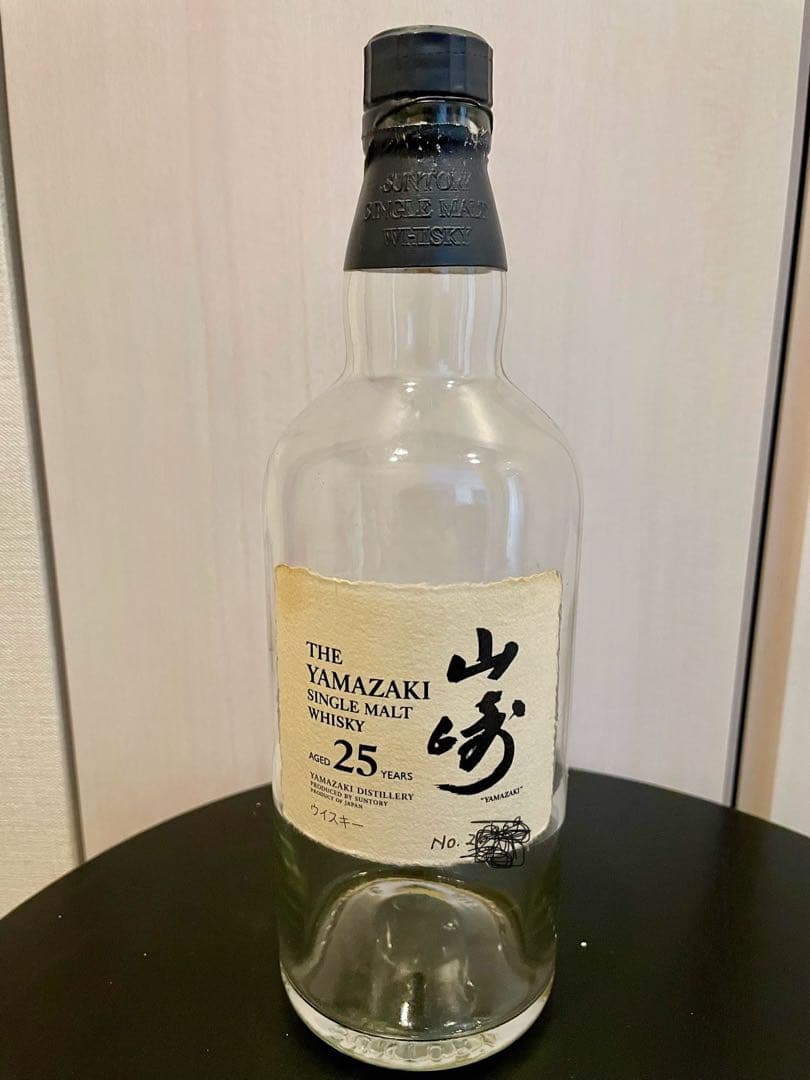 SUNTORY
SINGLE MALT
WHISKY
THE
YAMAZAKI
SINGLE MALT
WHISKY
AGED 25 YEARS
YAMAZAKI DISTILLERY
PRODUCED BY SUNTORY
PRODUCT OF JAPAN
ウイスキー
山崎
"YAMAZAKI"
No.